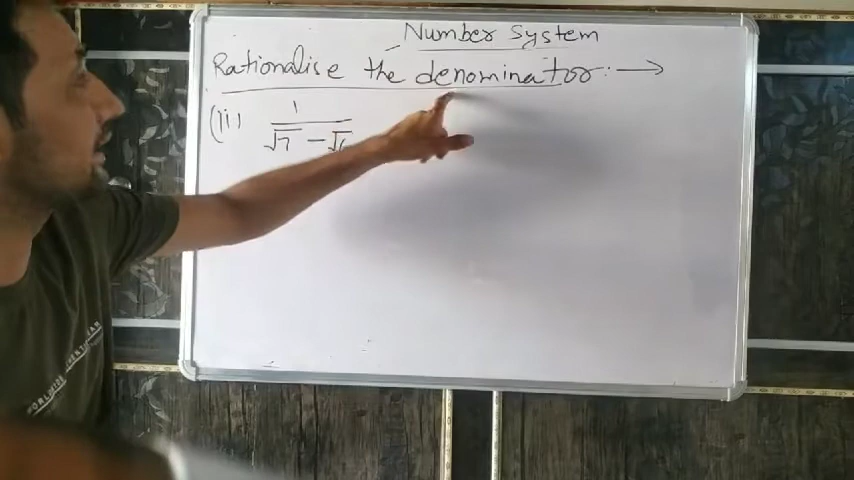 Number System
Rationalise the denominator:- →
(ii) 1
√7 - √6